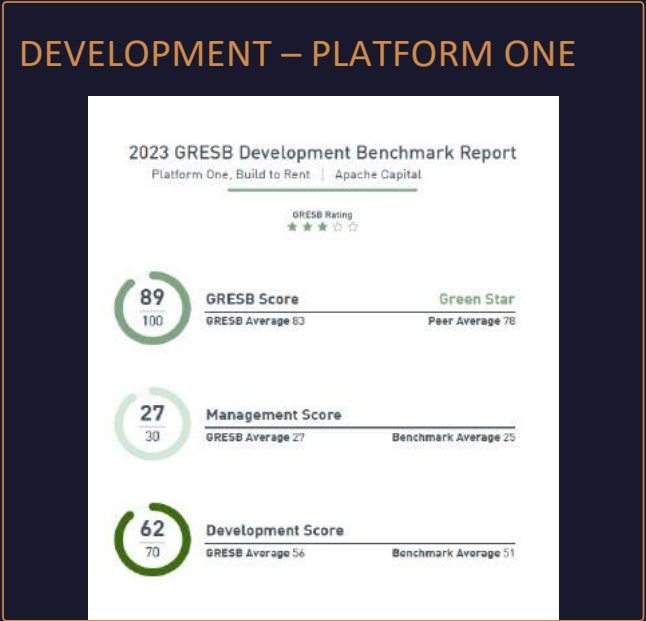 DEVELOPMENT – PLATFORM ONE
2023 GRESB Development Benchmark Report
Platform One, Build to Rent | Apache Capital
GRESB Rating
89
100
GRESB Score Green Star
GRESB Average 83 Peer Average 78
27
30
Management Score
GRESB Average 27 Benchmark Average 25
62
70
Development Score
GRESB Average 56 Benchmark Average 51